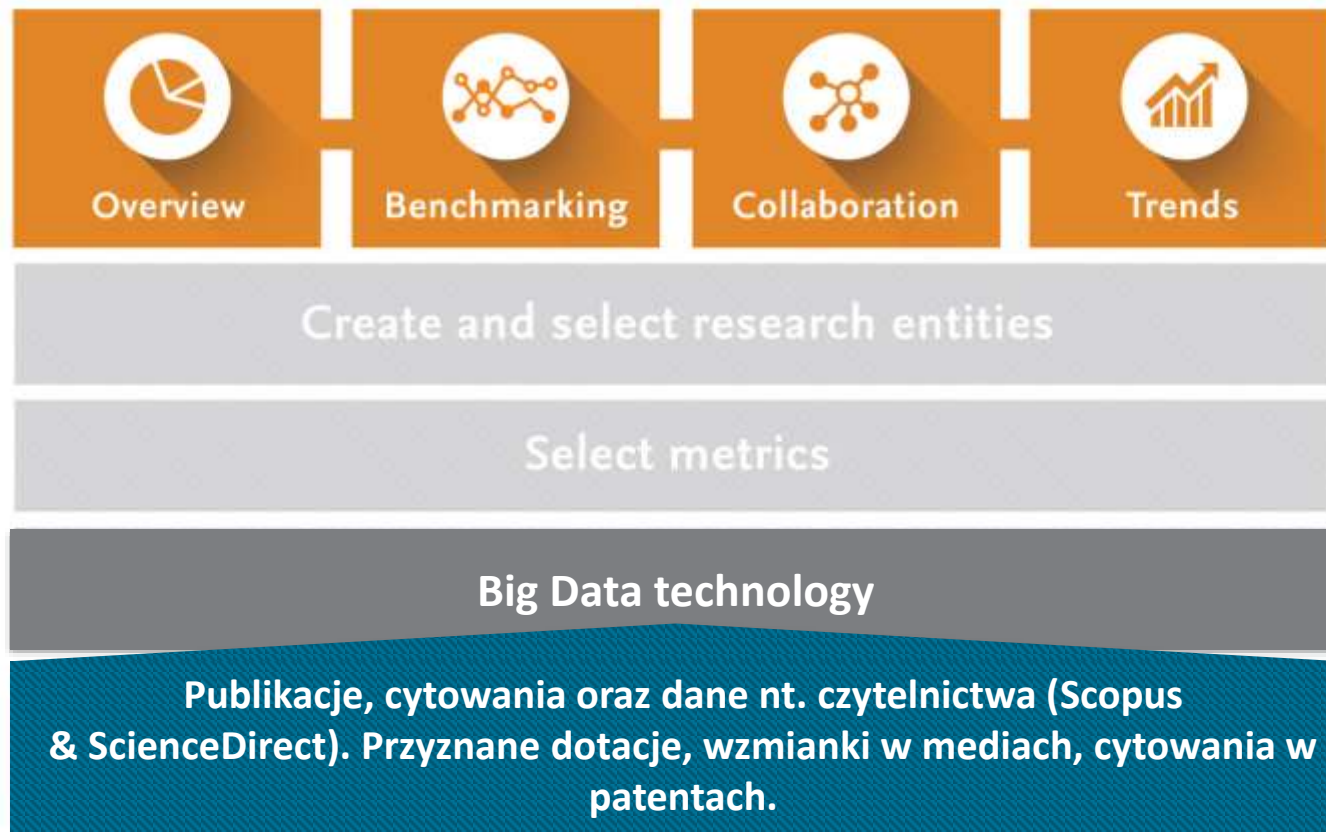 Overview
Benchmarking
Collaboration
Trends
Create and select research entities
Select metrics
Big Data technology
Publikacje, cytowania oraz dane nt. czytelnictwa (Scopus
& ScienceDirect). Przyznane dotacje, wzmianki w mediach, cytowania w
patentach.